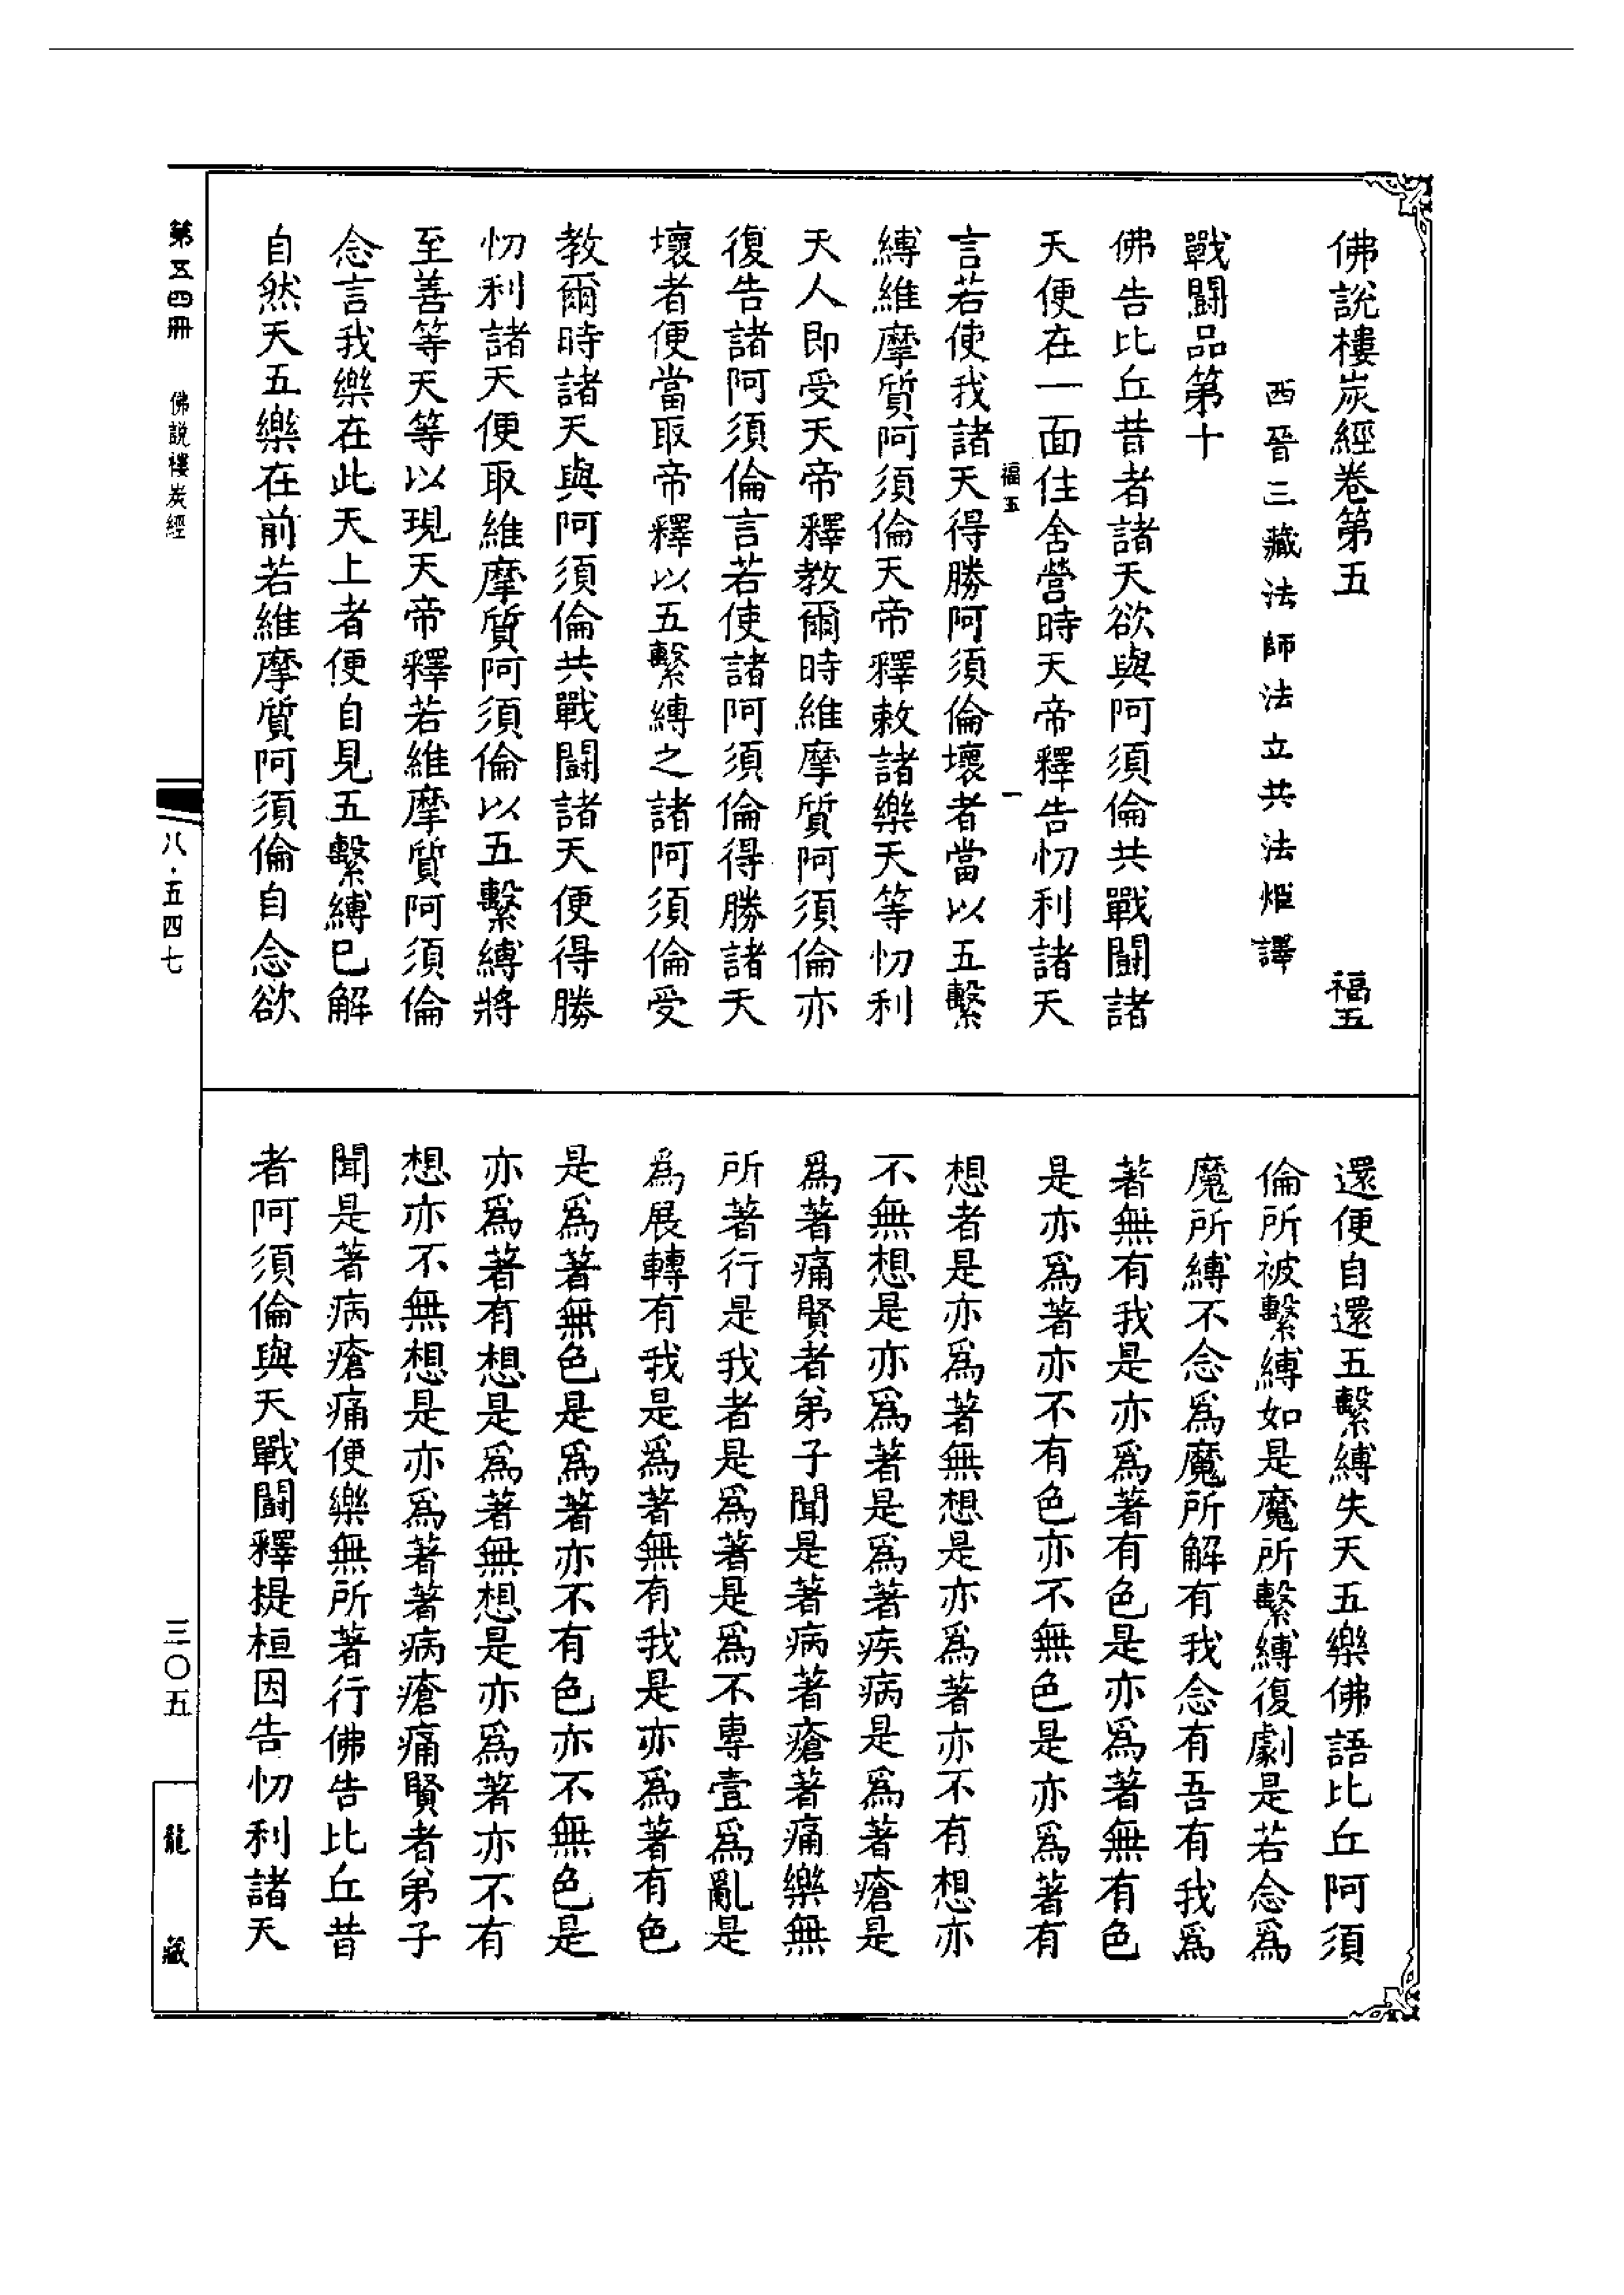 佛說樓炭經卷第五 福五
西晉三藏法師法立共法炬譯
戰鬪品第十
佛告比丘昔者諸天欲與阿須倫共戰鬪諸
天便在一面住舍營時天帝釋告忉利諸天
福五 一
言若使我諸天得勝阿須倫壞者當以五繫
縛維摩質阿須倫天帝釋敕諸樂天等忉利
天人即受天帝釋教爾時維摩質阿須倫亦
復告諸阿須倫言若使諸阿須倫得勝諸天
壞者便當取帝釋以五繫縛之諸阿須倫受
教爾時諸天與阿須倫共戰鬪諸天便得勝
忉利諸天便取維摩質阿須倫以五繫縛將
至善等天等以現天帝釋若維摩質阿須倫
念言我樂在此天上者便自見五繫縛已解
自然天五樂在前若維摩質阿須倫自念欲
還便自還五繫縛失天五樂佛語比丘阿須
倫所被繫縛如是魔所繫縛復劇是若念為
魔所縛不念為魔所解有我念有吾有我為
著無有我是亦為著有色是亦為著無有色
是亦為著亦不有色亦不無色是亦為著有
想者是亦為著無想是亦為著亦不有想亦
不無想是亦為著是為著疾病是為著瘡是
為著痛賢者弟子聞是著病著瘡著痛樂無
所著行是我者是為著是為不專壹為亂是
為展轉有我是為著無有我是亦為著有色
是為著無色是為著亦不有色亦不無色是
亦為著有想是為著無想是亦為著亦不有
想亦不無想是亦為著著病瘡痛賢者弟子
聞是著病瘡痛便樂無所著行佛告比丘昔
者阿須倫與天戰鬪釋提桓因告忉利諸天
第五四冊 佛說樓炭經
八·五四七
三〇五
龍藏